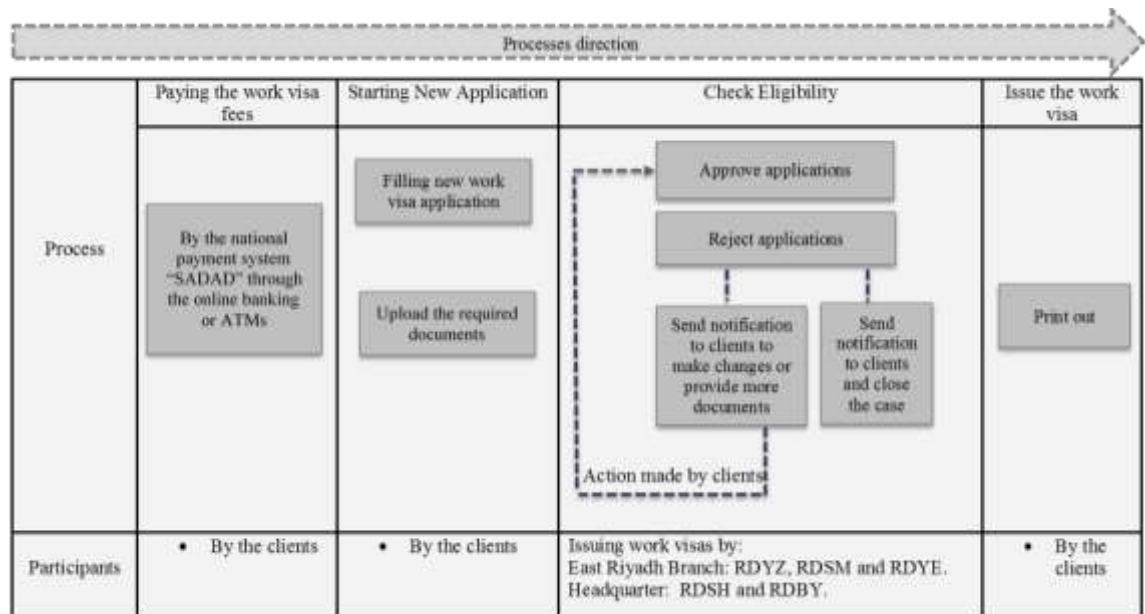 Processes direction
Paying the work visa
fees
Starting New Application
Check Eligibility
Issue the work
visa
Process
By the national
payment system
“SADAD” through
the online banking
or ATMs
Filling new work
visa application
Upload the required
documents
Approve applications
Reject applications
Send notification
to clients to
make changes or
provide more
documents
Send
notification
to clients
and close
the case
Action made by clients
Print out
Participants
• By the clients
• By the clients
Issuing work visas by:
East Riyadh Branch: RDYZ, RDSM and RDYE.
Headquarter: RDSH and RDBY.
• By the
clients